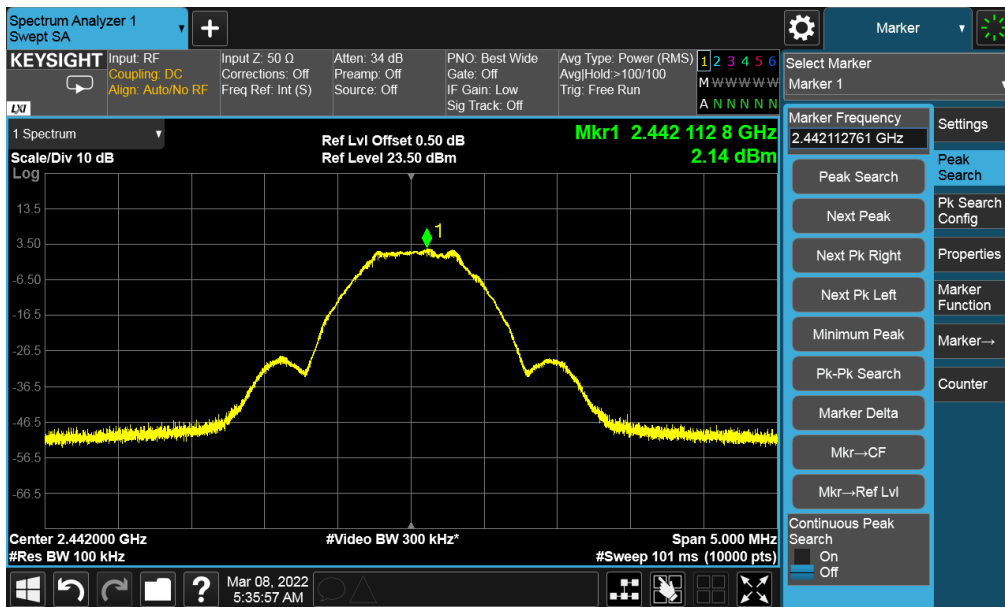 Spectrum Analyzer 1
Swept SA
+
Marker
KEYSIGHT
LXI
Input: RF
Coupling: DC
Align: Auto/No RF
Input Z: 50 Ω
Corrections: Off
Freq Ref: Int (S)
Atten: 34 dB
Preamp: Off
Source: Off
PNO: Best Wide
Gate: Off
IF Gain: Low
Sig Track: Off
Avg Type: Power (RMS)
Avg|Hold:>100/100
Trig: Free Run
1 2 3 4 5 6
M W W W W W
A N N N N N
Select Marker
Marker 1
1 Spectrum
Scale/Div 10 dB
Log
Ref Lvl Offset 0.50 dB
Ref Level 23.50 dBm
Mkr1 2.442 112 8 GHz
2.14 dBm
1
13.5
3.50
-6.50
-16.5
-26.5
-36.5
-46.5
-56.5
-66.5
Center 2.442000 GHz
#Res BW 100 kHz
#Video BW 300 kHz*
Span 5.000 MHz
#Sweep 101 ms (10000 pts)
Marker Frequency
2.442112761 GHz
Peak Search
Next Peak
Next Pk Right
Next Pk Left
Minimum Peak
Pk-Pk Search
Marker Delta
Mkr→CF
Mkr→Ref Lvl
Continuous Peak
Search
On
Off
Settings
Peak
Search
Pk Search
Config
Properties
Marker
Function
Marker→
Counter
?
Mar 08, 2022
5:35:57 AM